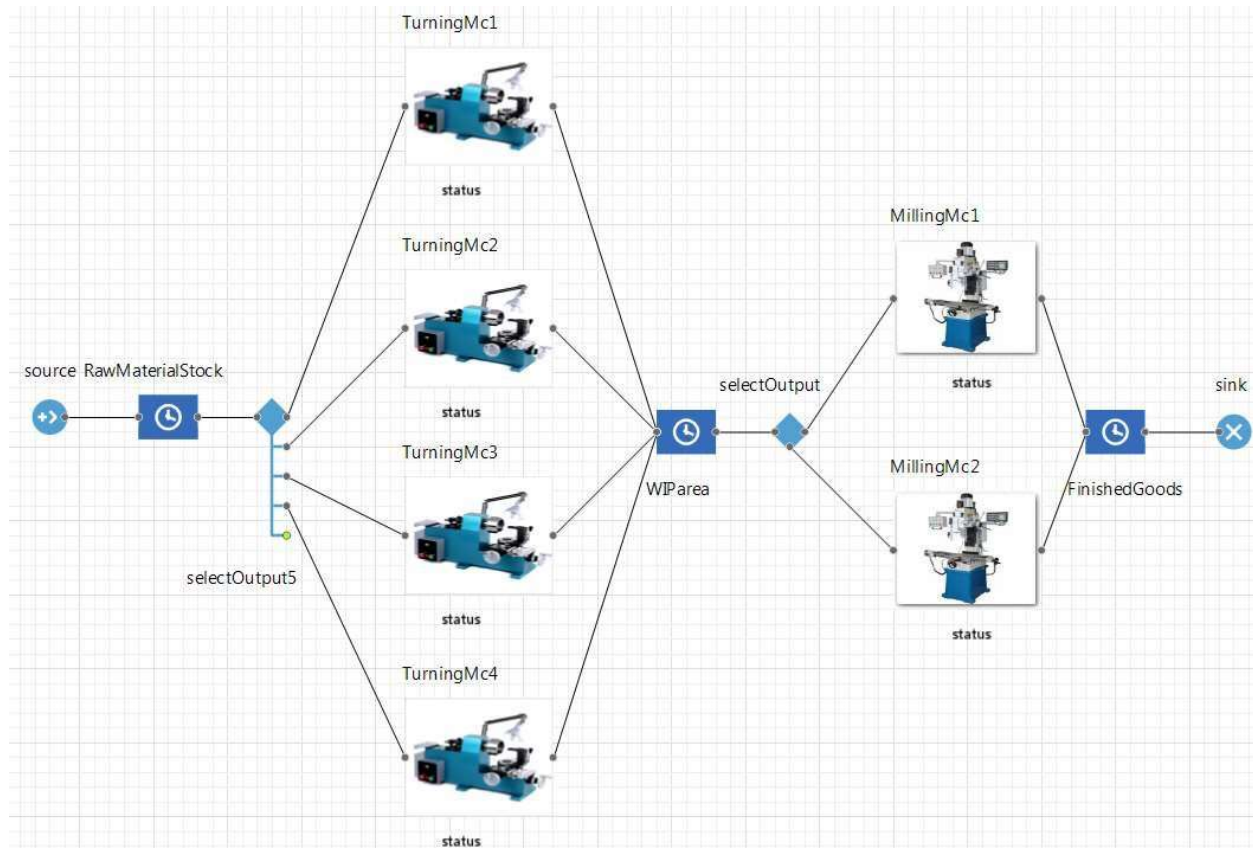 TurningMc1
status
TurningMc2
status
source RawMaterialStock
TurningMc3
status
selectOutput5
TurningMc4
status
WIParea
selectOutput
MillingMc1
status
MillingMc2
status
FinishedGoods
sink